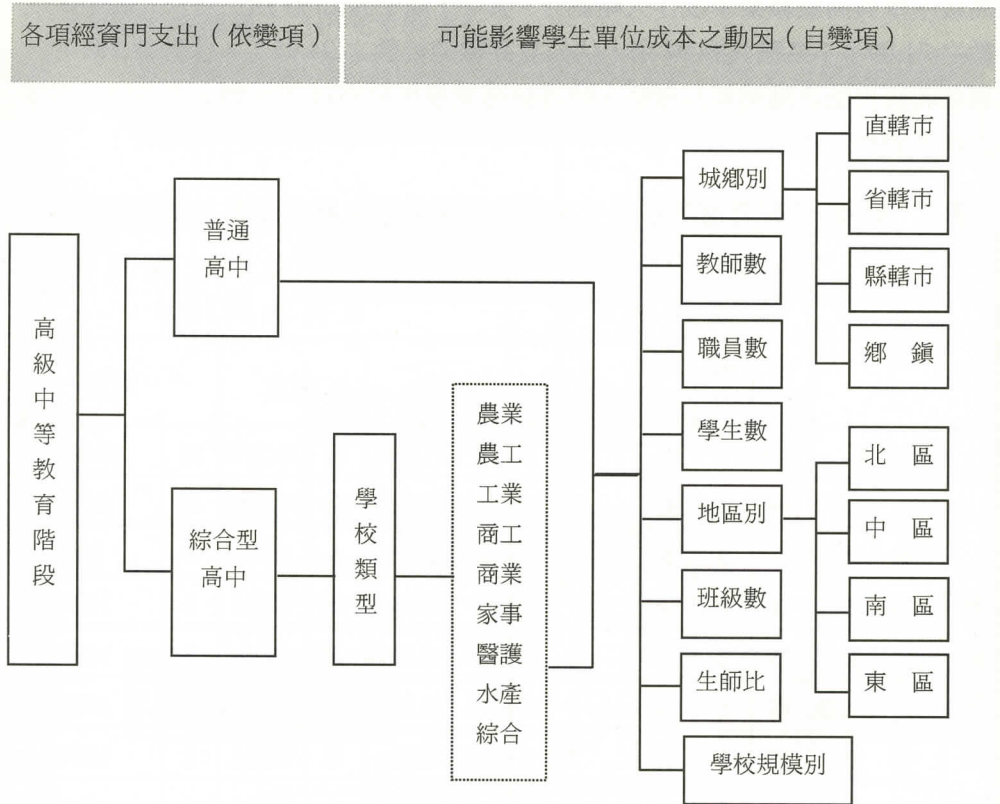 各項經資門支出（依變項）
可能影響學生單位成本之動因（自變項）
高級中等教育階段
普通
高中
綜合型
高中
學校類型
農業
農工
工業
商工
商業
家事
醫護
水產
綜合
城鄉別
教師數
職員數
學生數
地區別
班級數
生師比
學校規模別
直轄市
省轄市
縣轄市
鄉　鎮
北　區
中　區
南　區
東　區